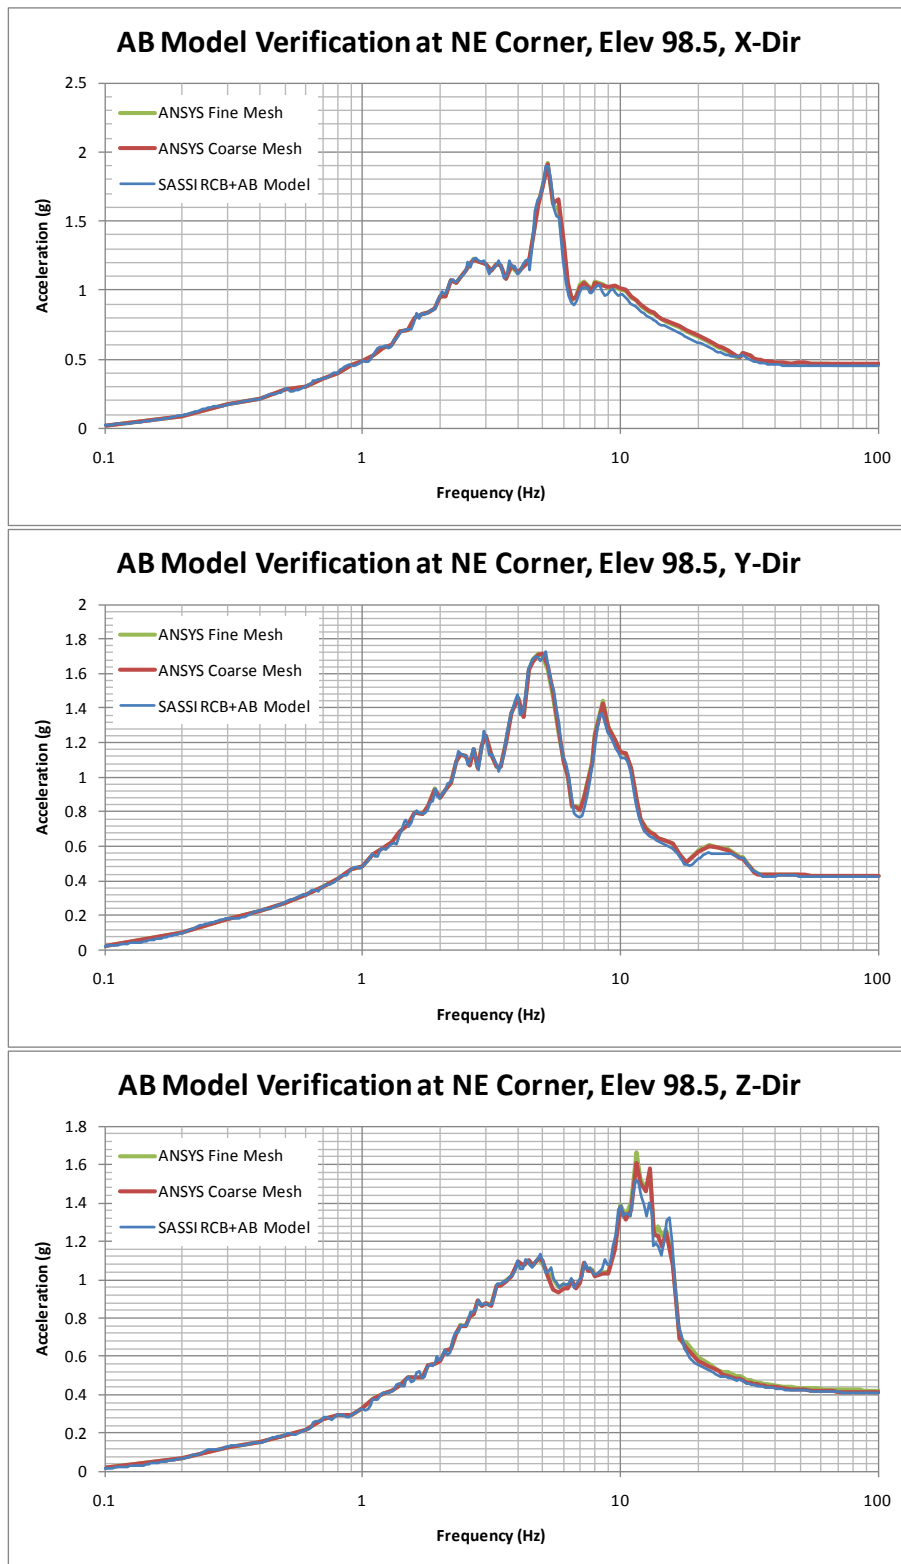 AB Model Verification at NE Corner, Elev 98.5, X-Dir
2.5
ANSYS Fine Mesh
2
ANSYS Coarse Mesh
SASSI RCB+AB Model
1.5
Acceleration (g)
1
0.5
0
0.1 1 10 100
Frequency (Hz)
AB Model Verification at NE Corner, Elev 98.5, Y-Dir
2
1.8
ANSYS Fine Mesh
1.6
ANSYS Coarse Mesh
1.4
SASSI RCB+AB Model
1.2
Acceleration (g)
1
0.8
0.6
0.4
0.2
0
0.1 1 10 100
Frequency (Hz)
AB Model Verification at NE Corner, Elev 98.5, Z-Dir
1.8
ANSYS Fine Mesh
1.6
ANSYS Coarse Mesh
1.4
SASSI RCB+AB Model
1.2
Acceleration (g)
1
0.8
0.6
0.4
0.2
0
0.1 1 10 100
Frequency (Hz)